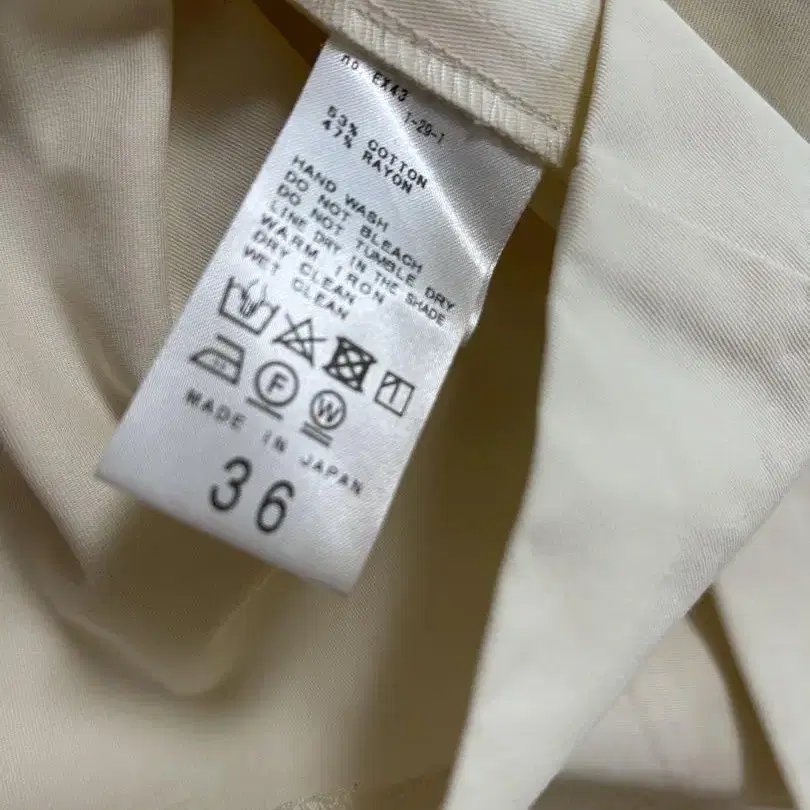 no EX43
1-29-1
53% COTTON
47% RAYON
HAND WASH
DO NOT BLEACH
DO NOT TUMBLE DRY
LINE DRY IN THE SHADE
WARM IRON
DRY CLEAN
WET CLEAN
F
W
MADE IN JAPAN
36